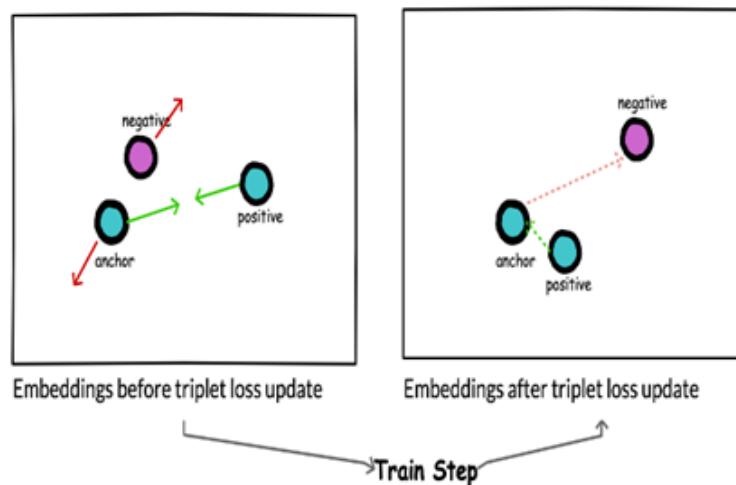 negative
positive
anchor
Embeddings before triplet loss update
negative
anchor
positive
Embeddings after triplet loss update
Train Step